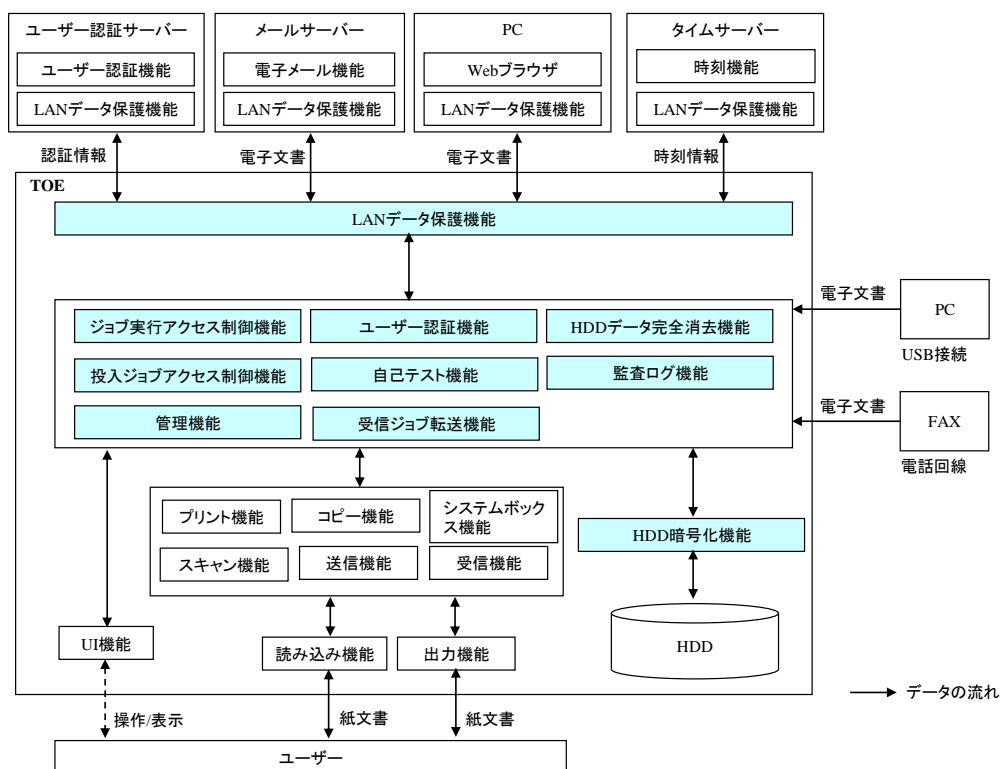 ユーザー認証サーバー
ユーザー認証機能
LANデータ保護機能
メールサーバー
電子メール機能
LANデータ保護機能
PC
Webブラウザ
LANデータ保護機能
タイムサーバー
時刻機能
LANデータ保護機能
認証情報
電子文書
電子文書
時刻情報
TOE
LANデータ保護機能
ジョブ実行アクセス制御機能
ユーザー認証機能
HDDデータ完全消去機能
投入ジョブアクセス制御機能
自己テスト機能
監査ログ機能
管理機能
受信ジョブ転送機能
電子文書
PC
USB接続
電子文書
FAX
電話回線
プリント機能
コピー機能
システムボック
ス機能
スキャン機能
送信機能
受信機能
HDD暗号化機能
UI機能
読み込み機能
出力機能
HDD
データの流れ
操作/表示
紙文書
紙文書
ユーザー